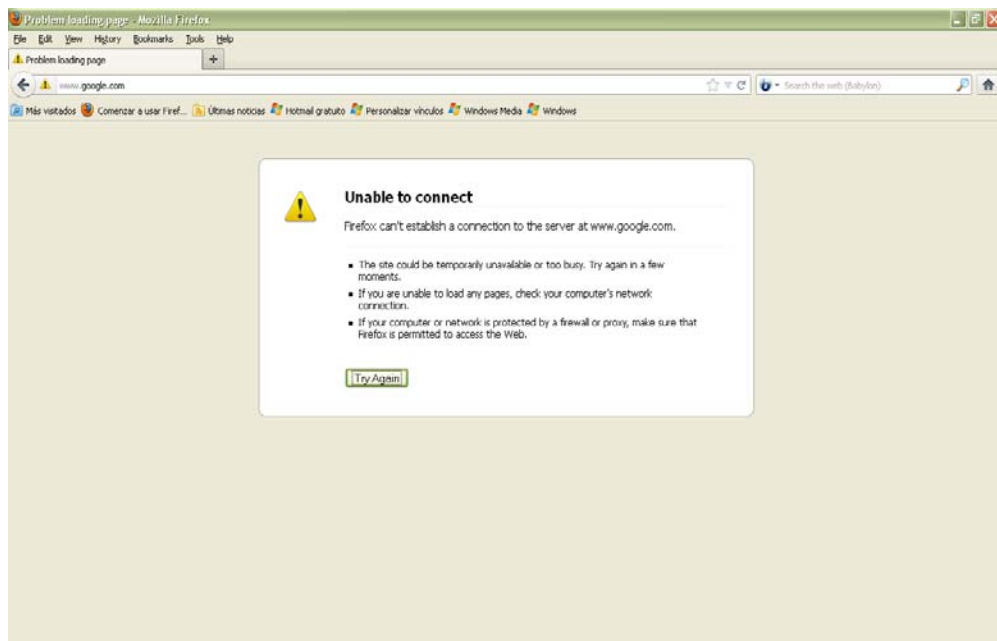 Problem loading page - Mozilla Firefox
File Edit View History Bookmarks Tools Help
Problem loading page +
www.google.com Search the web (Babylon)
Más visitados Comenzar a usar Firef... Últimas noticias Hotmail gratuito Personalizar vínculos Windows Media Windows
Unable to connect
Firefox can't establish a connection to the server at www.google.com.
The site could be temporarily unavailable or too busy. Try again in a few
moments.
If you are unable to load any pages, check your computer's network
connection.
If your computer or network is protected by a firewall or proxy, make sure that
Firefox is permitted to access the Web.
Try Again